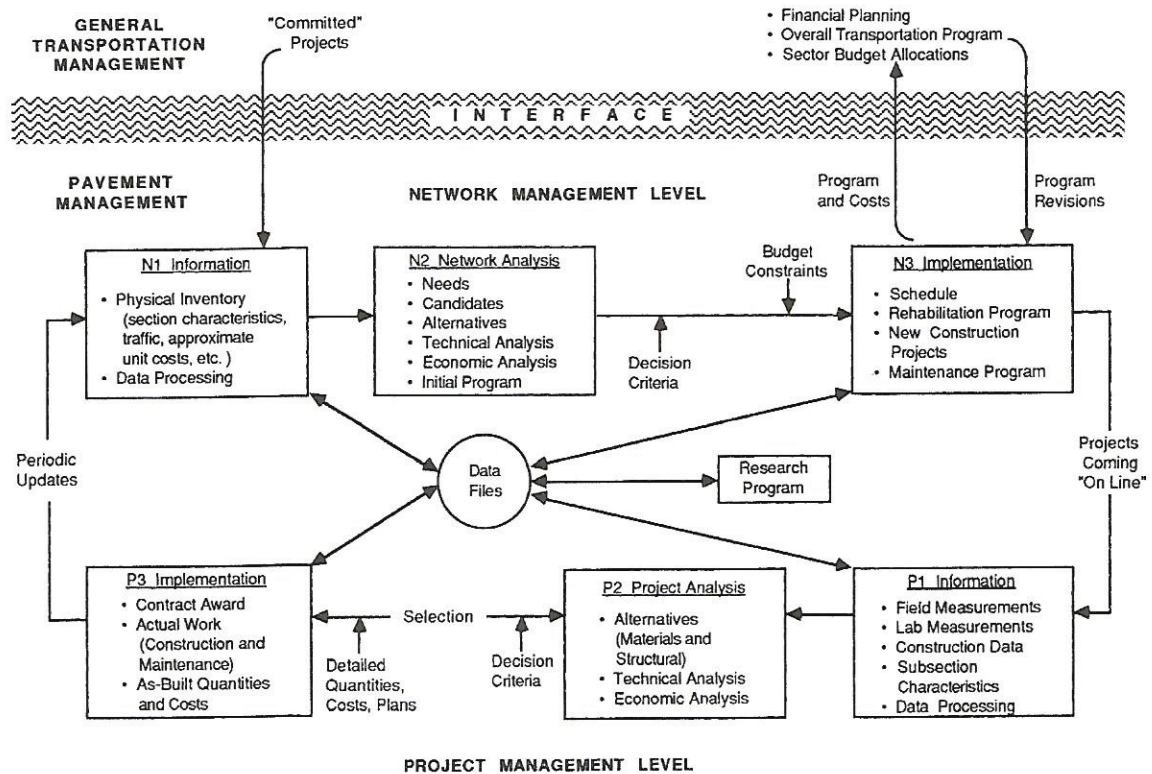 GENERAL
TRANSPORTATION
MANAGEMENT
"Committed"
Projects
• Financial Planning
• Overall Transportation Program
• Sector Budget Allocations
INTERFACE
PAVEMENT
MANAGEMENT
NETWORK MANAGEMENT LEVEL
Program
and Costs
Program
Revisions
N1 Information
• Physical Inventory
(section characteristics,
traffic, approximate
unit costs, etc. )
• Data Processing
N2 Network Analysis
• Needs
• Candidates
• Alternatives
• Technical Analysis
• Economic Analysis
• Initial Program
Budget
Constraints
Decision
Criteria
N3 Implementation
• Schedule
• Rehabilitation Program
• New Construction
Projects
• Maintenance Program
Periodic
Updates
Data
Files
Research
Program
Projects
Coming
"On Line"
P3 Implementation
• Contract Award
• Actual Work
(Construction and
Maintenance)
• As-Built Quantities
and Costs
Selection
Detailed
Quantities,
Costs, Plans
Decision
Criteria
P2 Project Analysis
• Alternatives
(Materials and
Structural)
• Technical Analysis
• Economic Analysis
P1 Information
• Field Measurements
• Lab Measurements
• Construction Data
• Subsection
Characteristics
• Data Processing
PROJECT MANAGEMENT LEVEL